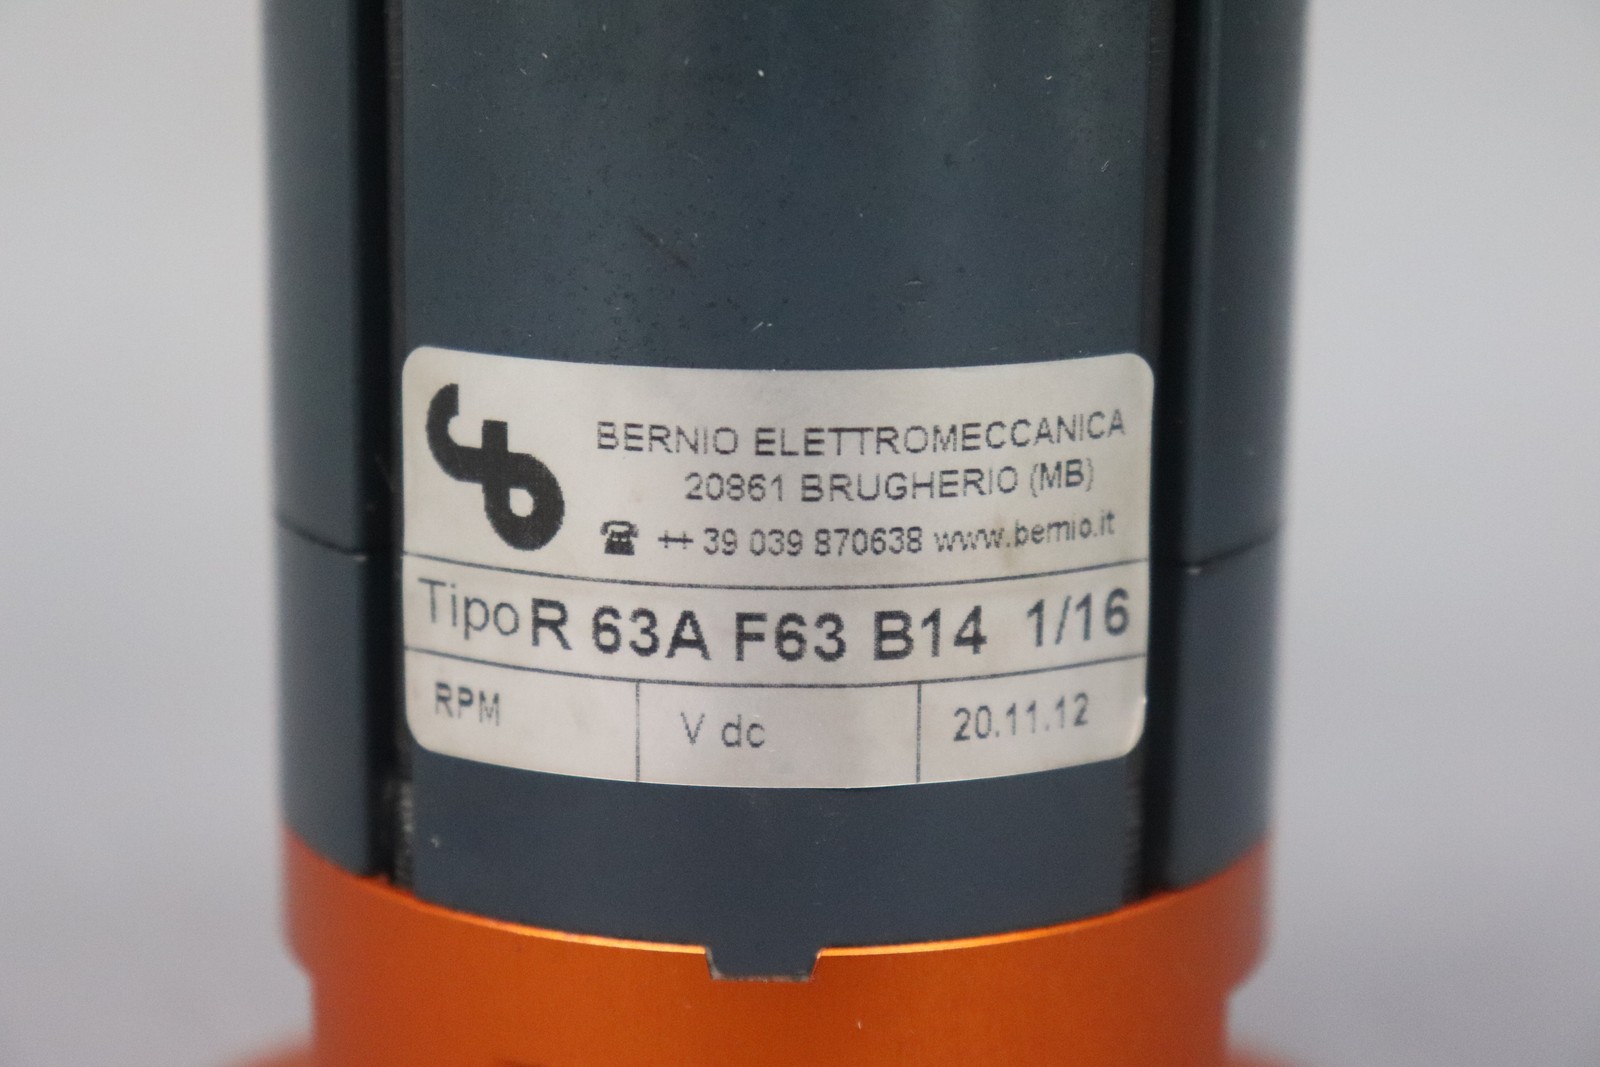 BERNIO ELETTROMECCANICA
20861 BRUGHERIO (MB)
☎ ++ 39 039 870638 www.bernio.it
Tipo R 63A F63 B14 1/16
RPM V dc 20.11.12